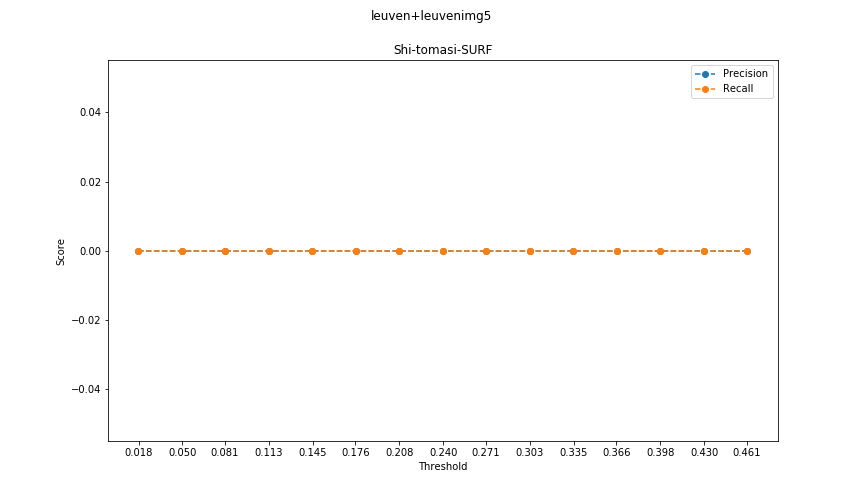 leuven+leuvenimg5
Shi-tomasi-SURF
Precision
Recall
0.04
0.02
0.00
−0.02
−0.04
Score
0.018 0.050 0.081 0.113 0.145 0.176 0.208 0.240 0.271 0.303 0.335 0.366 0.398 0.430 0.461
Threshold